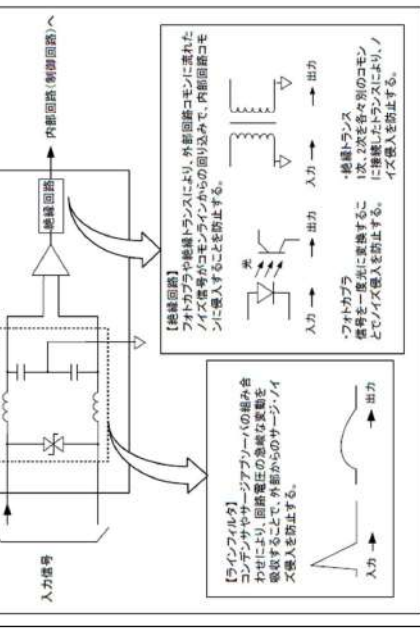 入力信号
絶縁回路
内部回路(制御回路)へ
【ラインフィルタ】
コンデンサやサージアブソーバの組み合
わせにより、回路電圧の急峻な変動を
吸収することで、外部からのサージ・ノイ
ズ侵入を防止する。
入力
出力
【絶縁回路】
フォトカプラや絶縁トランスにより、外部回路コモンに流れた
ノイズ信号がコモンラインからの回り込みで、内部回路コモ
ンに侵入することを防止する。
光
入力
出力
・フォトカプラ
信号を一度光に変換するこ
とでノイズ侵入を防止する。
入力
出力
・絶縁トランス
1次、2次を各々別のコモン
に接続したトランスにより、ノ
イズ侵入を防止する。